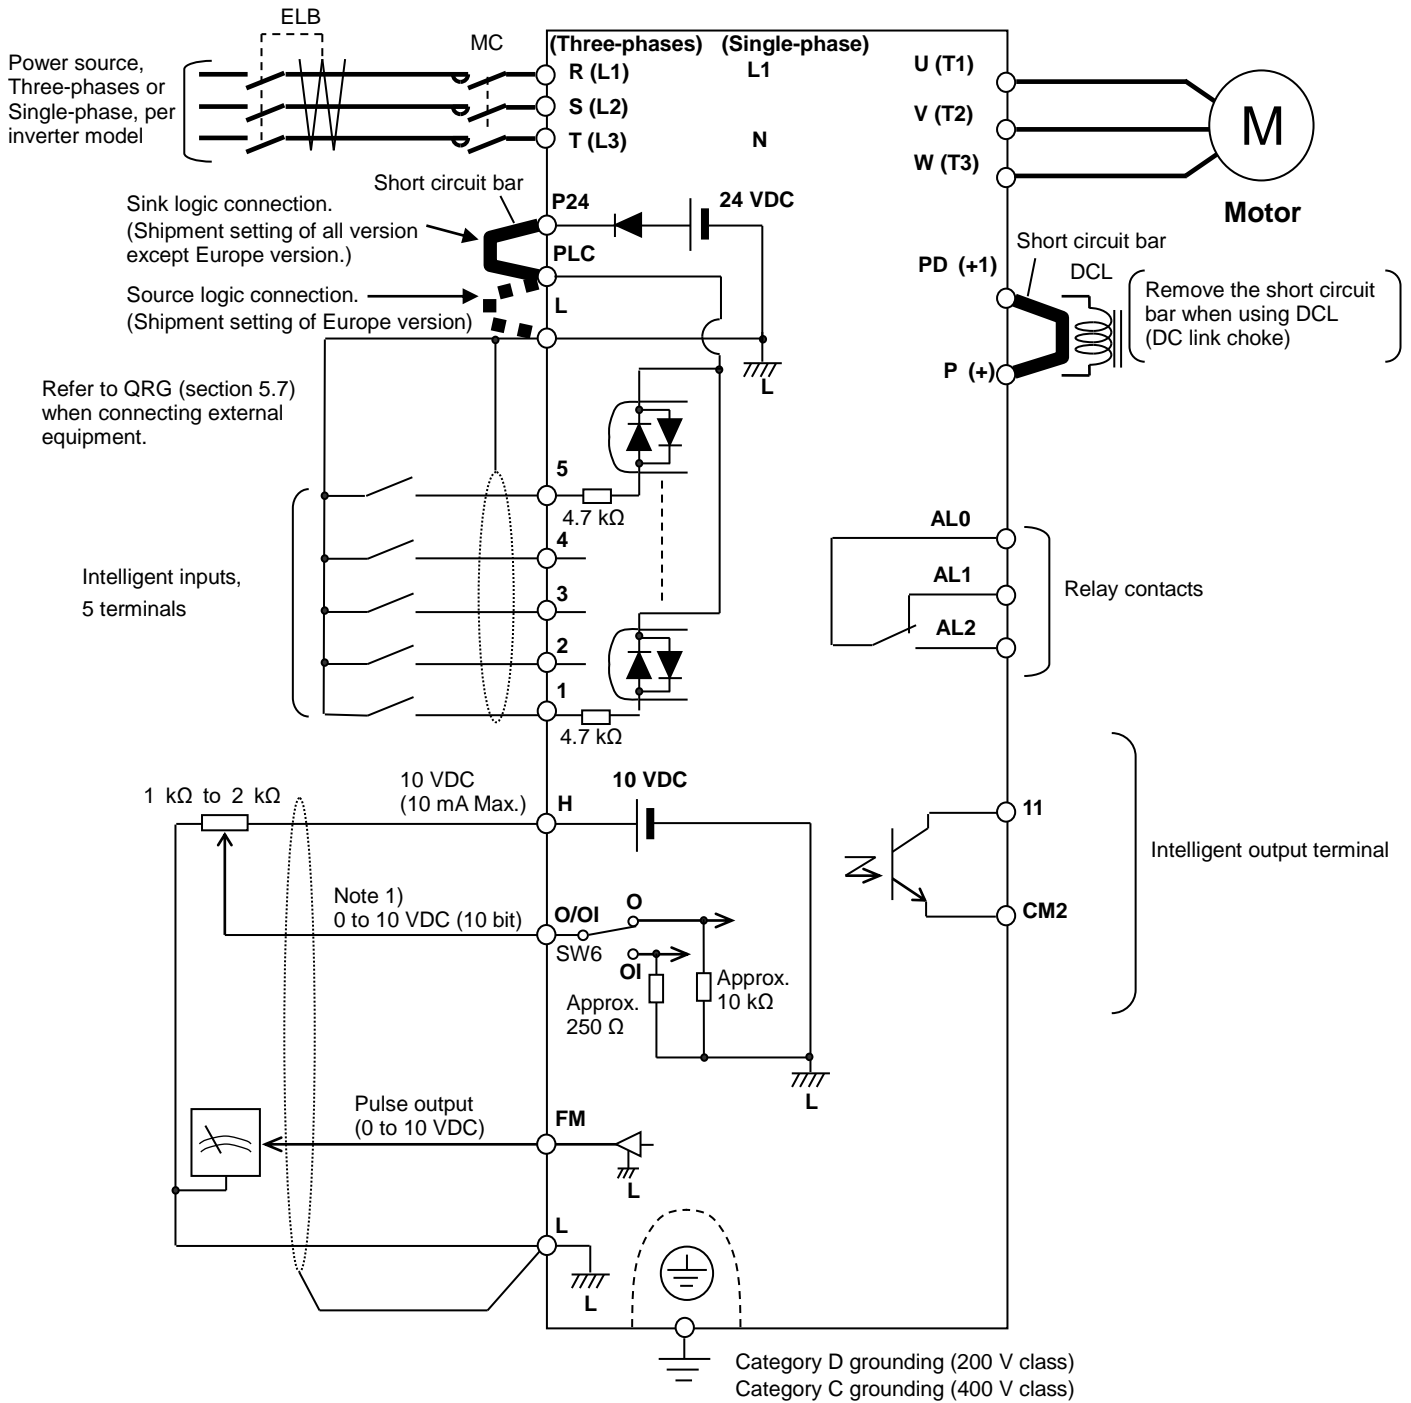 ELB
MC
Power source,
Three-phases or
Single-phase, per
inverter model
(Three-phases) (Single-phase)
R (L1) L1
S (L2)
T (L3) N
U (T1)
V (T2)
W (T3)
M
Motor
Short circuit bar
Sink logic connection.
(Shipment setting of all version
except Europe version.)
P24
24 VDC
PLC
Source logic connection.
(Shipment setting of Europe version)
L
L
PD (+1)
Short circuit bar
DCL
Remove the short circuit
bar when using DCL
(DC link choke)
P (+)
Refer to QRG (section 5.7)
when connecting external
equipment.
5
4.7 kΩ
4
3
2
1
4.7 kΩ
Intelligent inputs,
5 terminals
AL0
AL1
AL2
Relay contacts
1 kΩ to 2 kΩ
10 VDC
(10 mA Max.)
H
10 VDC
11
Intelligent output terminal
CM2
Note 1)
0 to 10 VDC (10 bit)
O/OI
O
SW6
OI
Approx.
250 Ω
Approx.
10 kΩ
L
Pulse output
(0 to 10 VDC)
FM
L
L
L
Category D grounding (200 V class)
Category C grounding (400 V class)